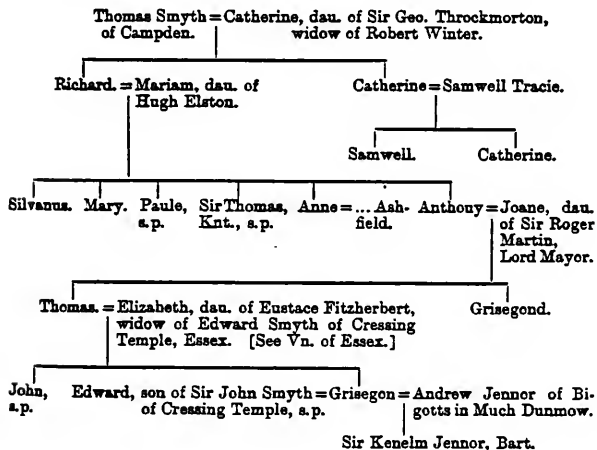 Thomas Smyth = Catherine, dau. of Sir Geo. Throckmorton,
of Campden. widow of Robert Winter.
Richard. = Mariam, dau. of Catherine = Samwell Tracie.
Hugh Elston.
Samwell. Catherine.
Silvanus. Mary. Paule, Sir Thomas, Anne = ... Ash- Anthony = Joane, dau.
s.p. Knt., s.p. field. of Sir Roger
Martin,
Lord Mayor.
Thomas. = Elizabeth, dau. of Eustace Fitzherbert, Grisegond.
widow of Edward Smyth of Cressing
Temple, Essex. [See Vn. of Essex.]
John, Edward, son of Sir John Smyth = Grisegon = Andrew Jennor of Bi-
s.p. of Cressing Temple, s.p. gotts in Much Dunmow.
Sir Kenelm Jennor, Bart.